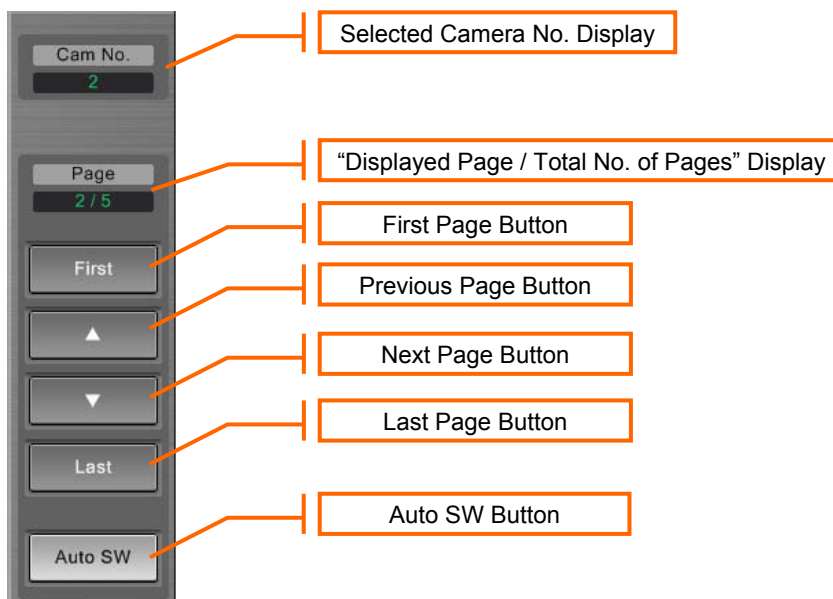 Cam No.
2
Selected Camera No. Display
Page
2 / 5
“Displayed Page / Total No. of Pages” Display
First
First Page Button
▲
Previous Page Button
▼
Next Page Button
Last
Last Page Button
Auto SW
Auto SW Button